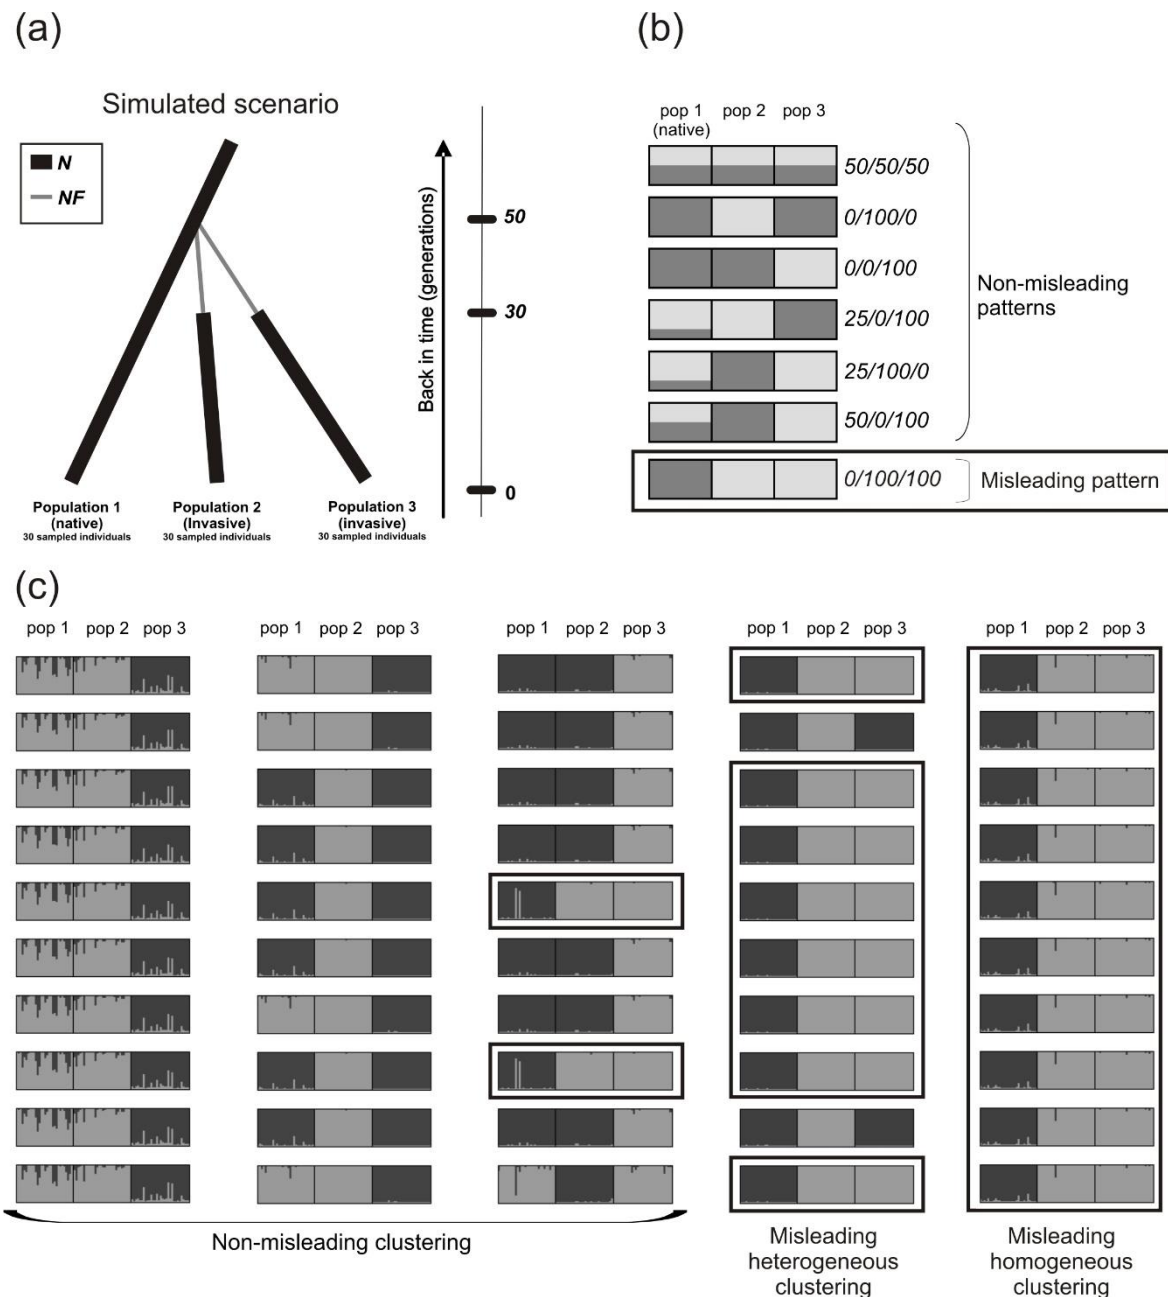 (a)
Simulated scenario
N
NF
Back in time (generations)
50
30
0
Population 1
(native)
30 sampled individuals
Population 2
(Invasive)
30 sampled individuals
Population 3
(invasive)
30 sampled individuals
(b)
pop 1
(native)
pop 2
pop 3
50/50/50
0/100/0
0/0/100
25/0/100
25/100/0
50/0/100
Non-misleading
patterns
0/100/100
Misleading pattern
(c)
pop 1 pop 2 pop 3
pop 1 pop 2 pop 3
pop 1 pop 2 pop 3
pop 1 pop 2 pop 3
pop 1 pop 2 pop 3
Non-misleading clustering
Misleading
heterogeneous
clustering
Misleading
homogeneous
clustering